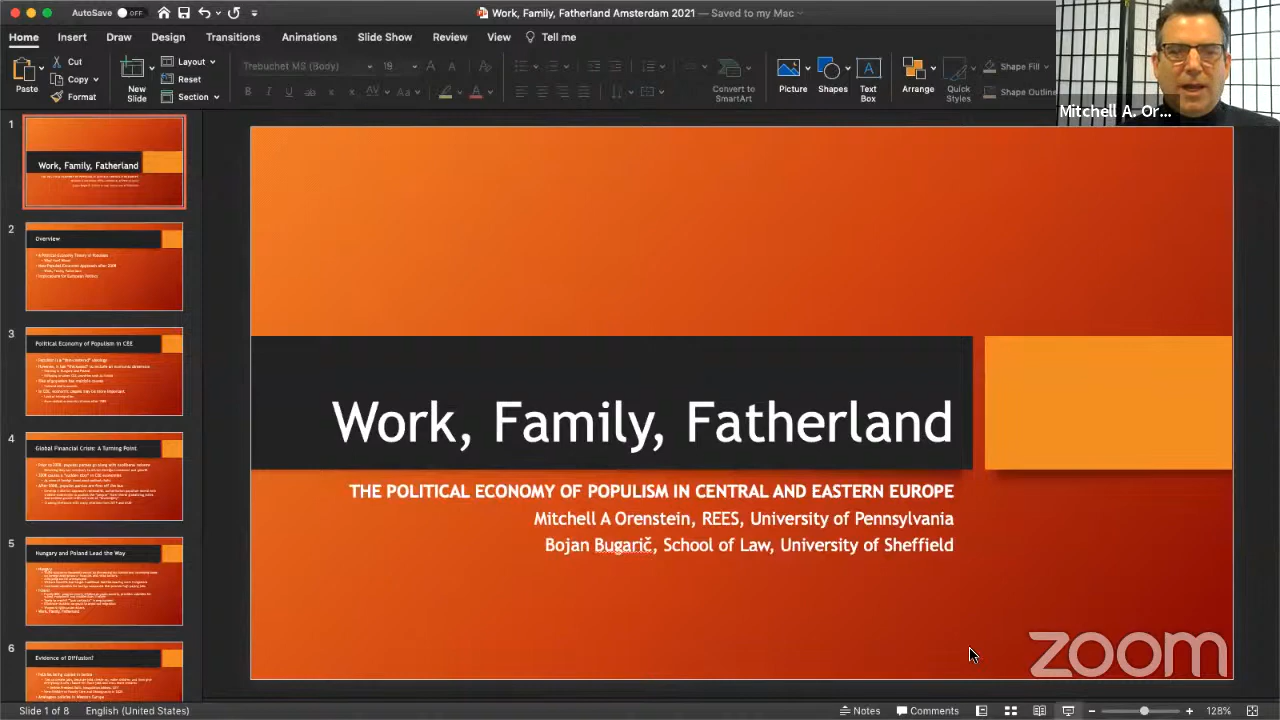 AutoSave OFF
Work, Family, Fatherland Amsterdam 2021 — Saved to my Mac
Home Insert Draw Design Transitions Animations Slide Show Review View Tell me
Paste
Cut
Copy
Format
New Slide
Layout
Reset
Section
Trebuchet MS (Body) 18
Convert to SmartArt
Picture
Shapes
Text Box
Arrange
Quick Styles
Shape Fill
Shape Outline
Mitchell A. Or...
1
Work, Family, Fatherland
2
Overview
3
Political Economy of Populism in CEE
4
Global Financial Crisis: A Turning Point
5
Hungary and Poland Lead the Way
6
Evidence of Diffusion?
Work, Family, Fatherland
THE POLITICAL ECONOMY OF POPULISM IN CENTRAL AND EASTERN EUROPE
Mitchell A Orenstein, REES, University of Pennsylvania
Bojan Bugarič, School of Law, University of Sheffield
zoom
Slide 1 of 8 English (United States)
Notes Comments 128%